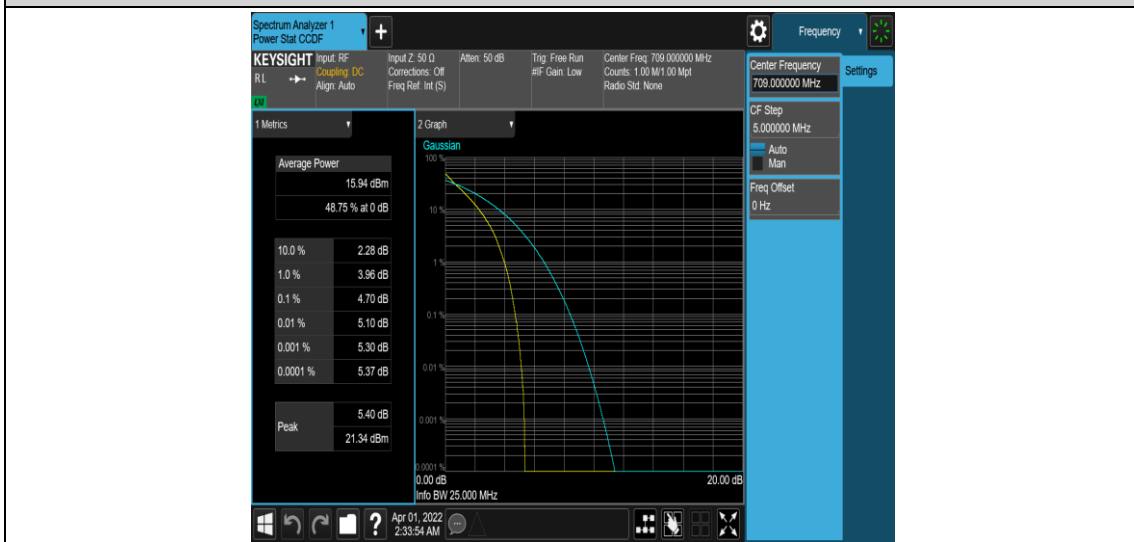 Spectrum Analyzer 1
Power Stat CCDF
+
Frequency
KEYSIGHT
RL
LXI
Input: RF
Coupling: DC
Align: Auto
Input Z: 50 Ω
Corrections: Off
Freq Ref: Int (S)
Atten: 50 dB
Trig: Free Run
#IF Gain: Low
Center Freq: 709.000000 MHz
Counts: 1.00 M/1.00 Mpt
Radio Std: None
Center Frequency
709.000000 MHz
Settings
CF Step
5.000000 MHz
Auto
Man
Freq Offset
0 Hz
1 Metrics
Average Power
15.94 dBm
48.75 % at 0 dB
10.0 % 2.28 dB
1.0 % 3.96 dB
0.1 % 4.70 dB
0.01 % 5.10 dB
0.001 % 5.30 dB
0.0001 % 5.37 dB
Peak 5.40 dB
21.34 dBm
2 Graph
Gaussian
100 %
10 %
1 %
0.1 %
0.01 %
0.001 %
0.0001 %
0.00 dB 20.00 dB
Info BW 25.000 MHz
?
Apr 01, 2022
2:33:54 AM